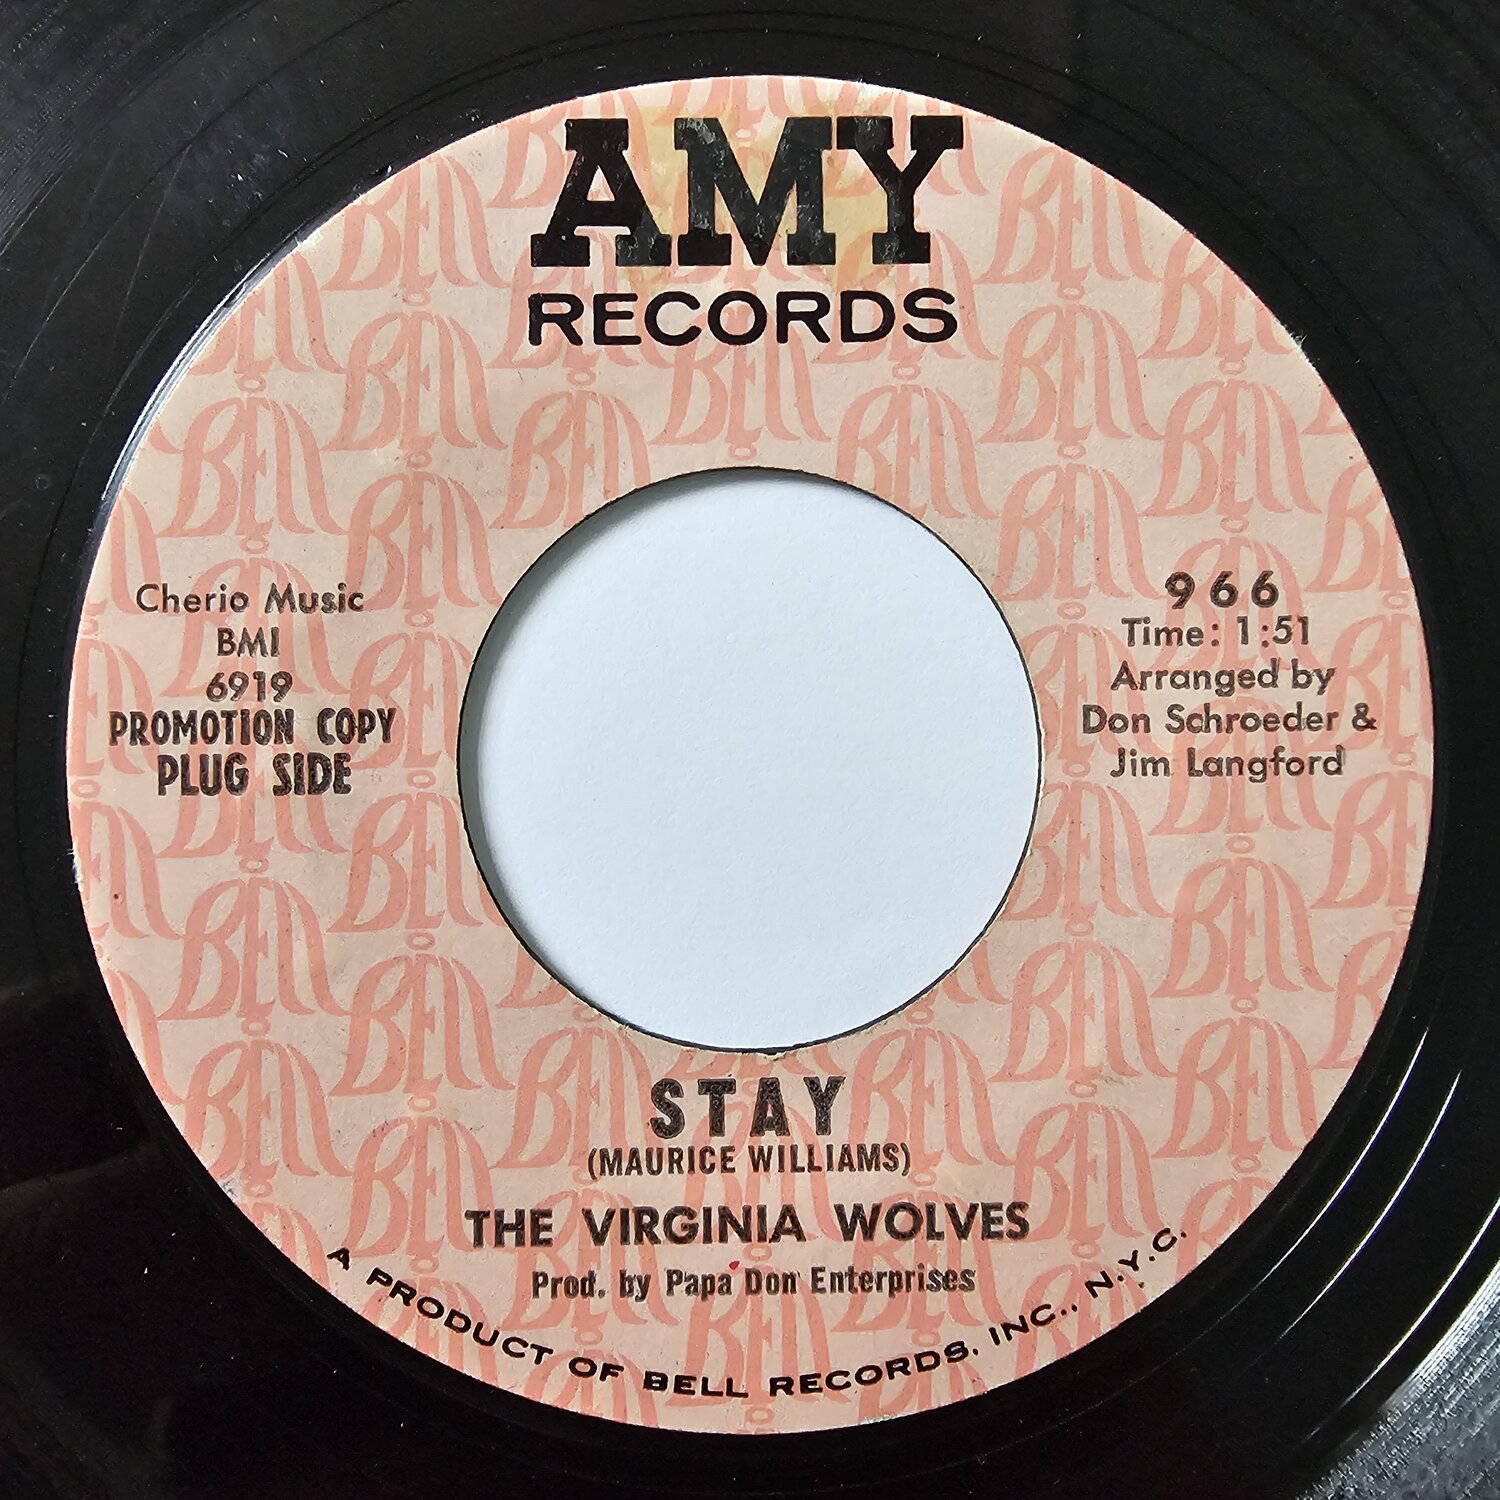 AMY
RECORDS
Cherio Music
BMI
6919
PROMOTION COPY
PLUG SIDE
966
Time: 1:51
Arranged by
Don Schroeder &
Jim Langford
STAY
(MAURICE WILLIAMS)
THE VIRGINIA WOLVES
Prod. by Papa Don Enterprises
A PRODUCT OF BELL RECORDS, INC., N.Y.C.